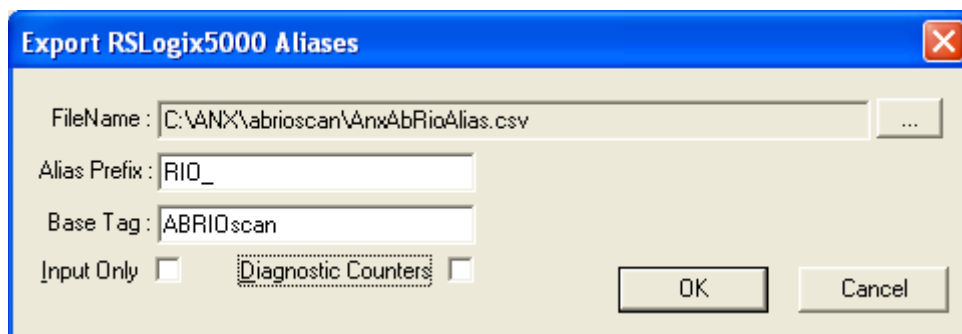 Export RSLogix5000 Aliases
FileName : C:\ANX\abrioscan\AnxAbRioAlias.csv ...
Alias Prefix : RIO_
Base Tag : ABRIOscan
Input Only Diagnostic Counters
OK Cancel